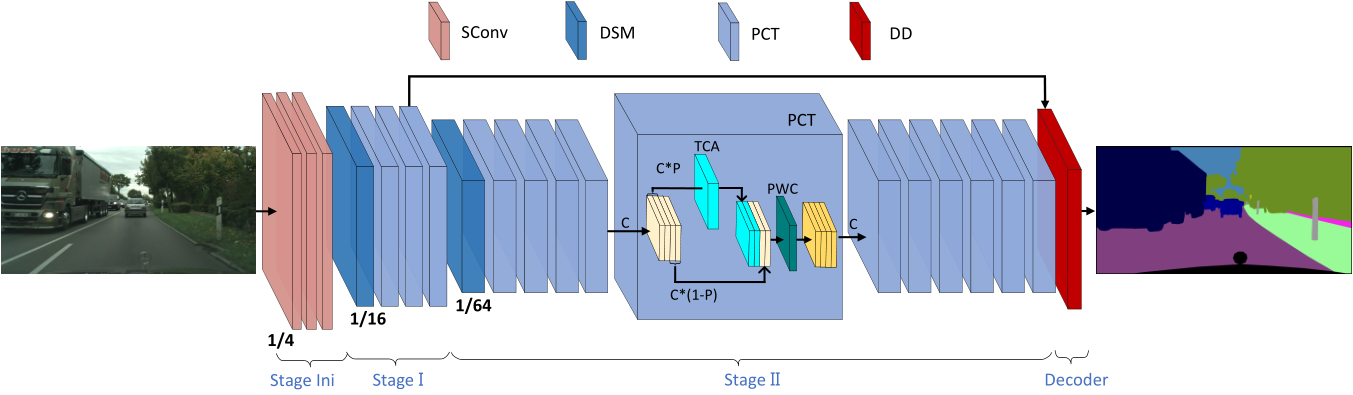 SConv
DSM
PCT
DD
PCT
TCA
C*P
PWC
C
C
C*(1-P)
1/4
1/16
1/64
Stage Ini
Stage I
Stage II
Decoder